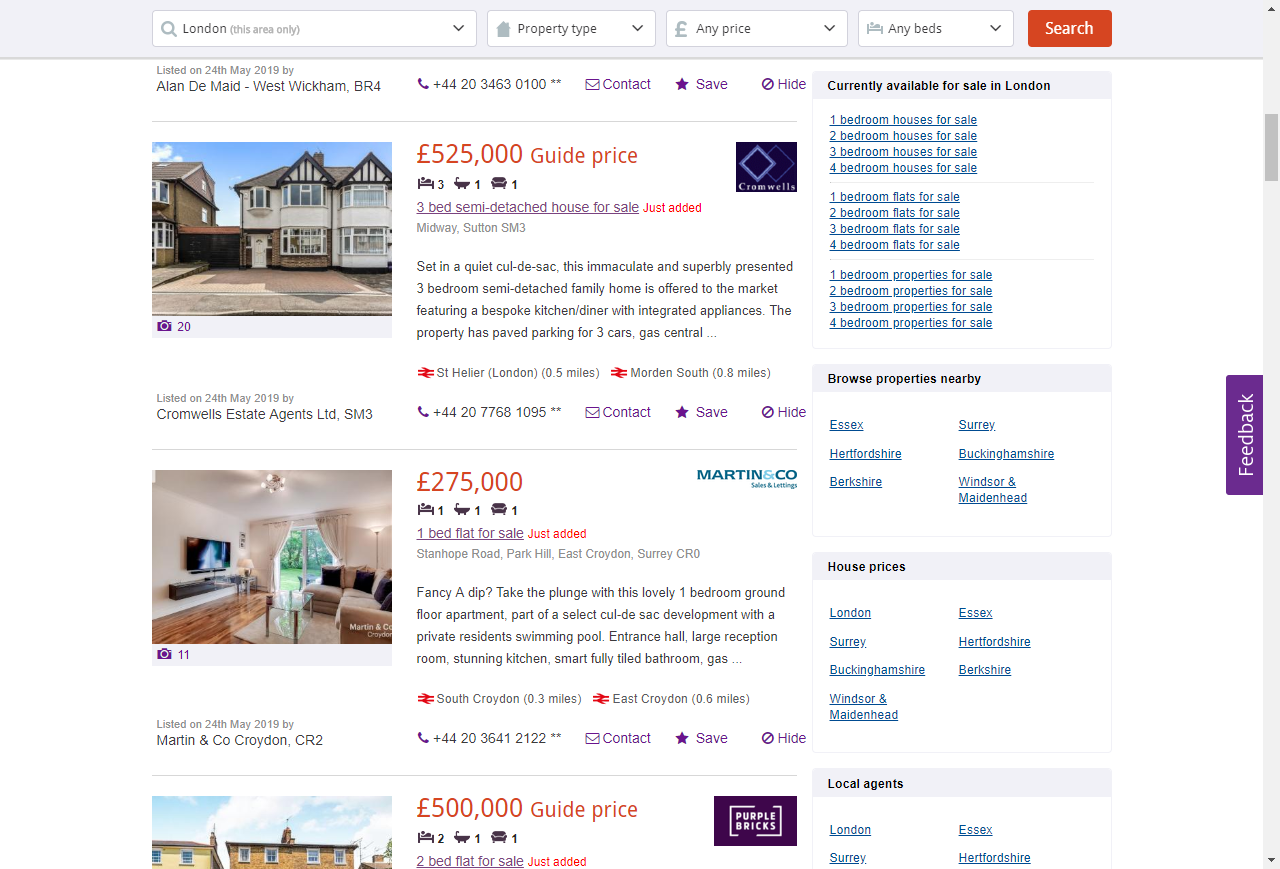 London (this area only)
Property type
Any price
Any beds
Search
Listed on 24th May 2019 by
Alan De Maid - West Wickham, BR4
+44 20 3463 0100 **
Contact
Save
Hide
£525,000 Guide price
Cromwells
3 1 1
3 bed semi-detached house for sale Just added
Midway, Sutton SM3
Set in a quiet cul-de-sac, this immaculate and superbly presented
3 bedroom semi-detached family home is offered to the market
featuring a bespoke kitchen/diner with integrated appliances. The
property has paved parking for 3 cars, gas central ...
20
St Helier (London) (0.5 miles) Morden South (0.8 miles)
Listed on 24th May 2019 by
Cromwells Estate Agents Ltd, SM3
+44 20 7768 1095 **
Contact
Save
Hide
£275,000
MARTIN&CO
Sales & Lettings
1 1 1
1 bed flat for sale Just added
Stanhope Road, Park Hill, East Croydon, Surrey CR0
Fancy A dip? Take the plunge with this lovely 1 bedroom ground
floor apartment, part of a select cul-de sac development with a
private residents swimming pool. Entrance hall, large reception
room, stunning kitchen, smart fully tiled bathroom, gas ...
Martin & Co
Croydon
11
South Croydon (0.3 miles) East Croydon (0.6 miles)
Listed on 24th May 2019 by
Martin & Co Croydon, CR2
+44 20 3641 2122 **
Contact
Save
Hide
£500,000 Guide price
PURPLE
BRICKS
2 1 1
2 bed flat for sale Just added
Currently available for sale in London
1 bedroom houses for sale
2 bedroom houses for sale
3 bedroom houses for sale
4 bedroom houses for sale
1 bedroom flats for sale
2 bedroom flats for sale
3 bedroom flats for sale
4 bedroom flats for sale
1 bedroom properties for sale
2 bedroom properties for sale
3 bedroom properties for sale
4 bedroom properties for sale
Browse properties nearby
Essex Surrey
Hertfordshire Buckinghamshire
Berkshire Windsor &
Maidenhead
House prices
London Essex
Surrey Hertfordshire
Buckinghamshire Berkshire
Windsor &
Maidenhead
Local agents
London Essex
Surrey Hertfordshire
Feedback